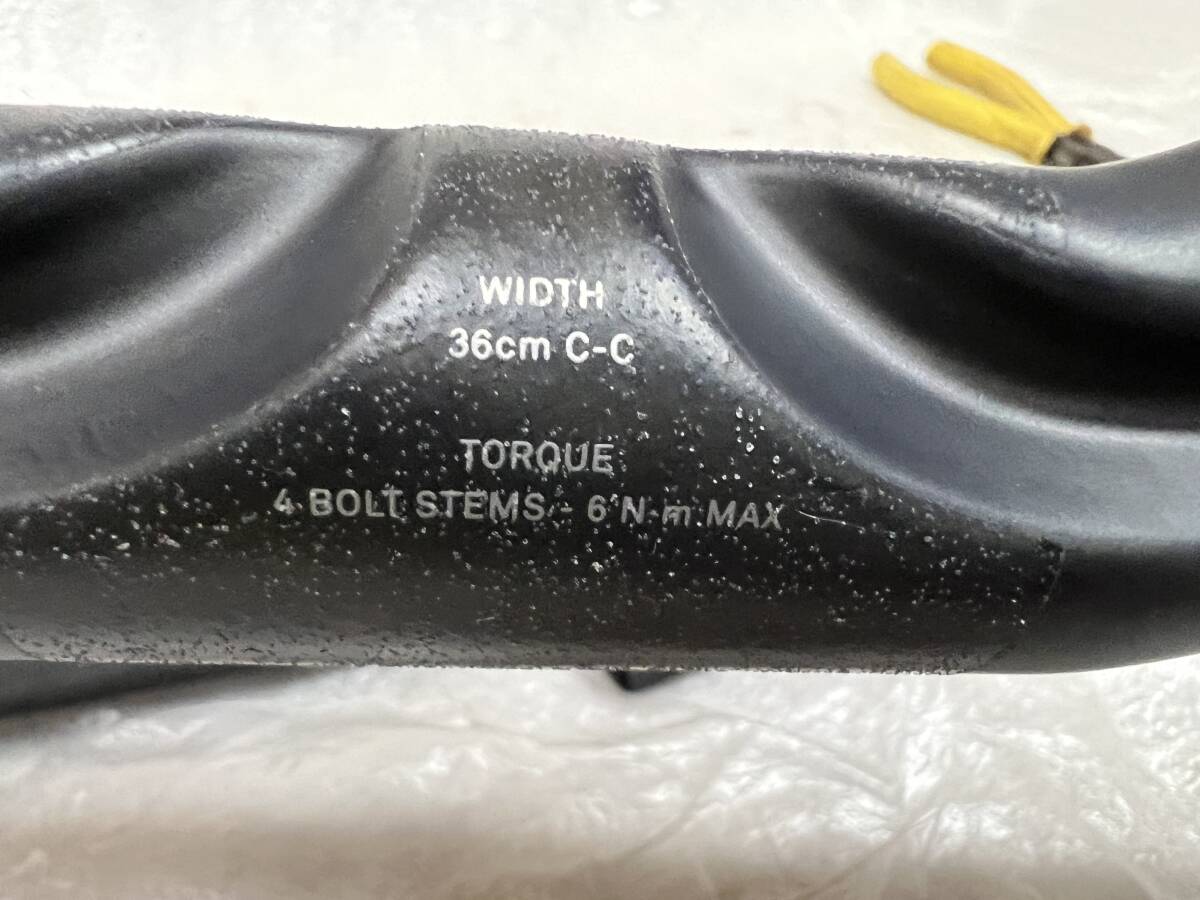 WIDTH
36cm C-C
TORQUE
4 BOLT STEMS - 6 N·m MAX